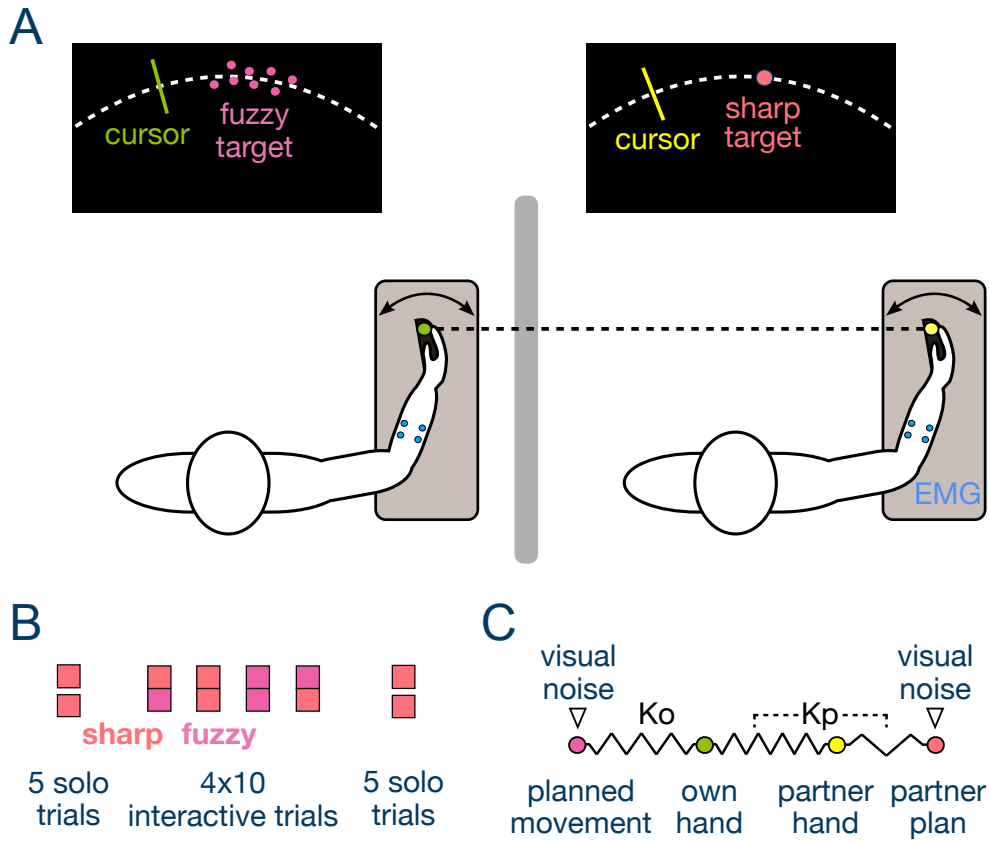 A
cursor
fuzzy
target
cursor
sharp
target
EMG
B
sharp fuzzy
5 solo
trials
4x10
interactive trials
5 solo
trials
C
visual
noise
visual
noise
Ko
Kp
planned
movement
own
hand
partner
hand
partner
plan